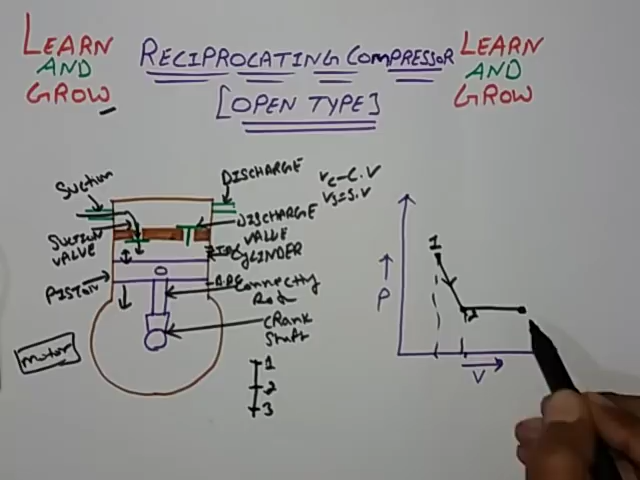 LEARN
AND
GROW
RECIPROCATING COMPRESSOR
[OPEN TYPE]
LEARN
AND
GROW
SUCTION
DISCHARGE
VC-C.V
VS=S.V
SUCTION
VALVE
DISCHARGE
VALVE
CYLINDER
PISTON
CONNECTING
ROD
CRANK
SHAFT
motor
1
2
3
P
1
2
V